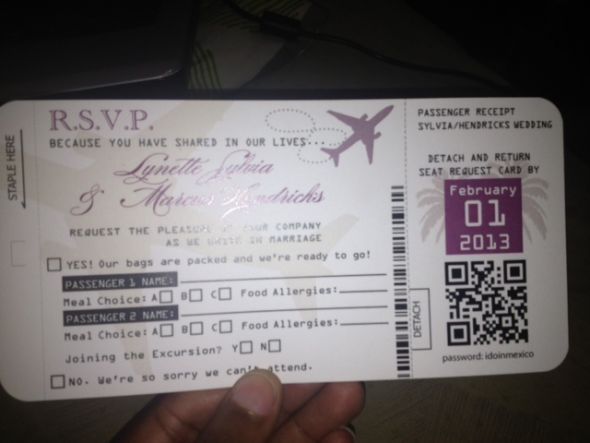 STAPLE HERE
R.S.V.P.
BECAUSE YOU HAVE SHARED IN OUR LIVES...
Lynette Sylvia
& Marcus Hendricks
REQUEST THE PLEASURE OF YOUR COMPANY
AS WE UNITE IN MARRIAGE
YES! Our bags are packed and we're ready to go!
PASSENGER 1 NAME:
Meal Choice: A B C Food Allergies:
PASSENGER 2 NAME:
Meal Choice: A B C Food Allergies:
Joining the Excursion? Y N
NO. We're so sorry we can't attend.
DETACH
PASSENGER RECEIPT
SYLVIA/HENDRICKS WEDDING
DETACH AND RETURN
SEAT REQUEST CARD BY
February
01
2013
password: idoinmexico